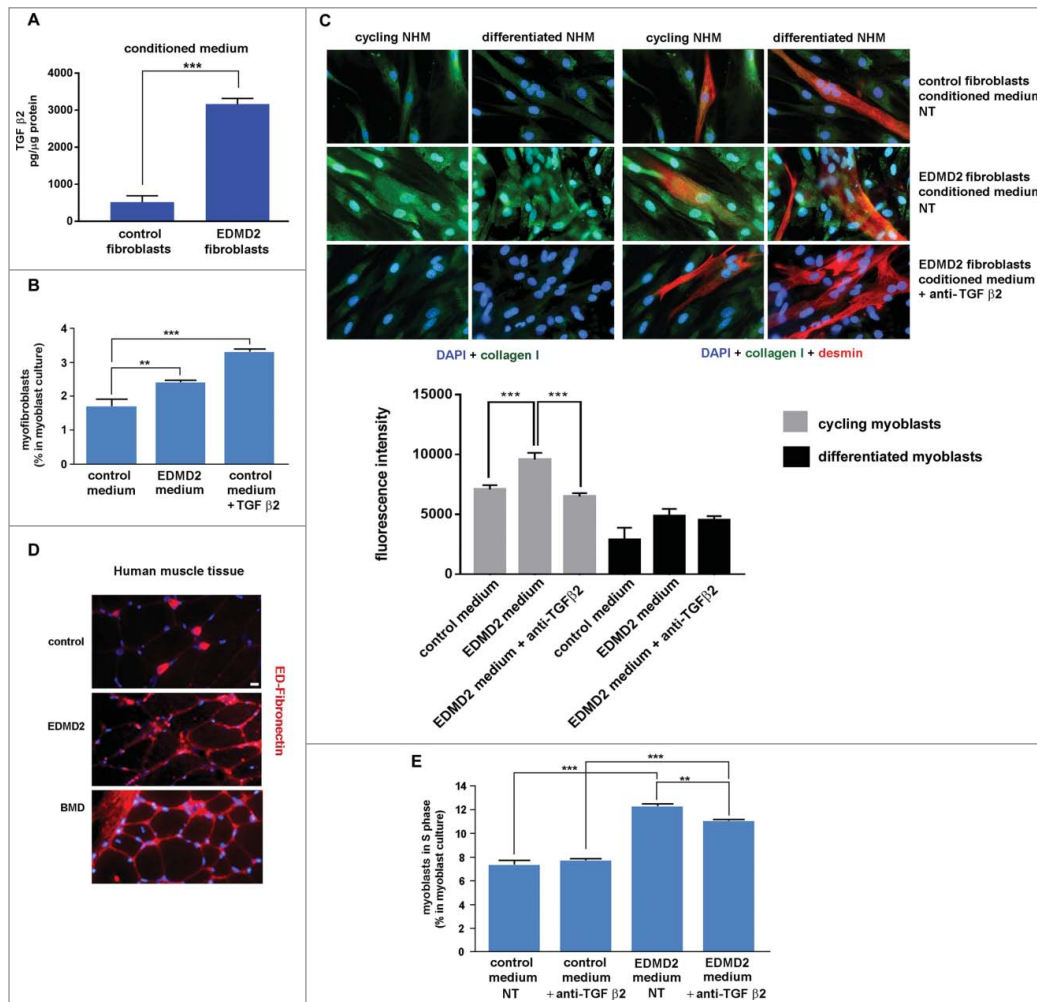 A
conditioned medium
***
4000
3000
2000
1000
0
TGF β2
pg/µg protein
control
fibroblasts
EDMD2
fibroblasts
B
***
**
4
3
2
1
0
myofibroblasts
(% in myoblast culture)
control
medium
EDMD2
medium
control
medium
+TGF β2
D
Human muscle tissue
control
EDMD2
BMD
ED-Fibronectin
C
cycling NHM
differentiated NHM
cycling NHM
differentiated NHM
control fibroblasts
conditioned medium
NT
EDMD2 fibroblasts
conditioned medium
NT
EDMD2 fibroblasts
coditioned medium
+ anti-TGF β2
DAPI + collagen I
DAPI + collagen I + desmin
15000
10000
5000
0
fluorescence intensity
***
***
control medium
EDMD2 medium
EDMD2 medium + anti-TGFβ2
control medium
EDMD2 medium
EDMD2 medium + anti-TGFβ2
cycling myoblasts
differentiated myoblasts
E
***
***
**
14
12
10
8
6
4
2
0
myoblasts in S phase
(% in myoblast culture)
control
medium
NT
control
medium
+ anti-TGF β2
EDMD2
medium
NT
EDMD2
medium
+ anti-TGF β2